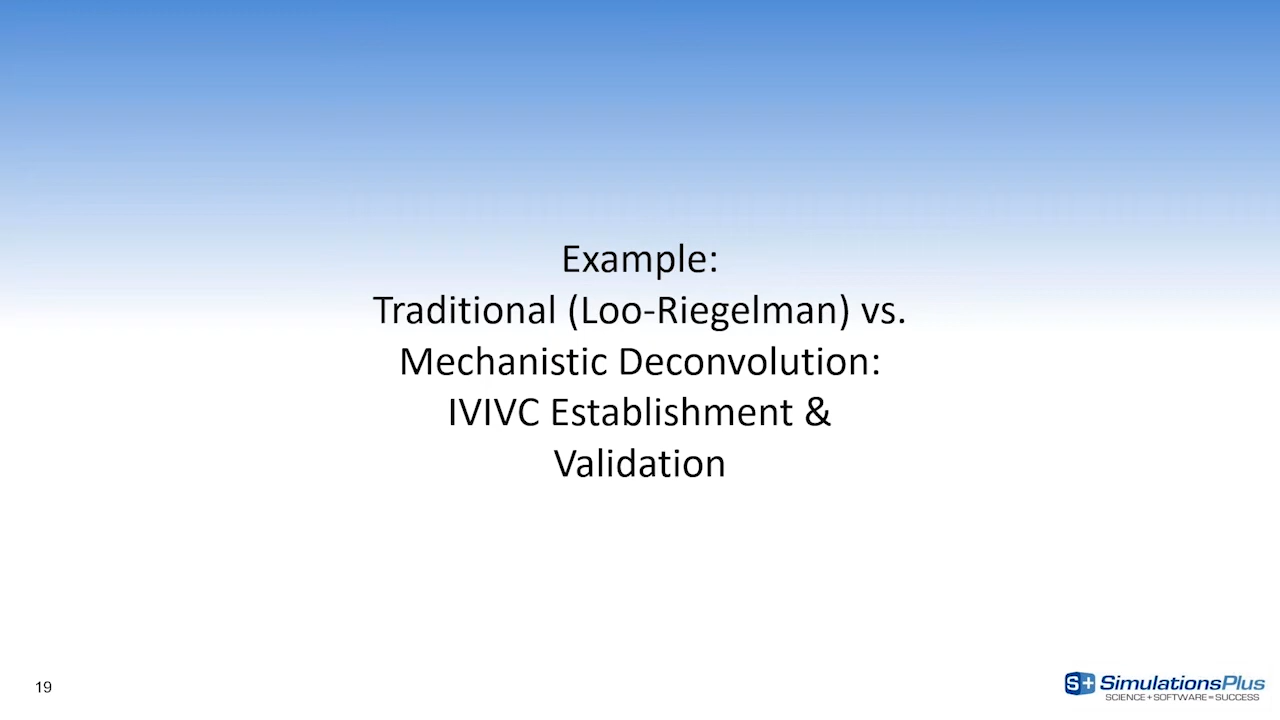 Example:
Traditional (Loo-Riegelman) vs.
Mechanistic Deconvolution:
IVIVC Establishment &
Validation
19
S+ SimulationsPlus
SCIENCE + SOFTWARE = SUCCESS